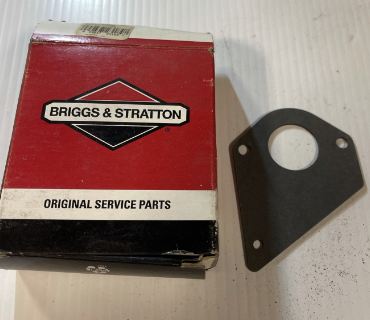 BRIGGS & STRATTON
ORIGINAL SERVICE PARTS